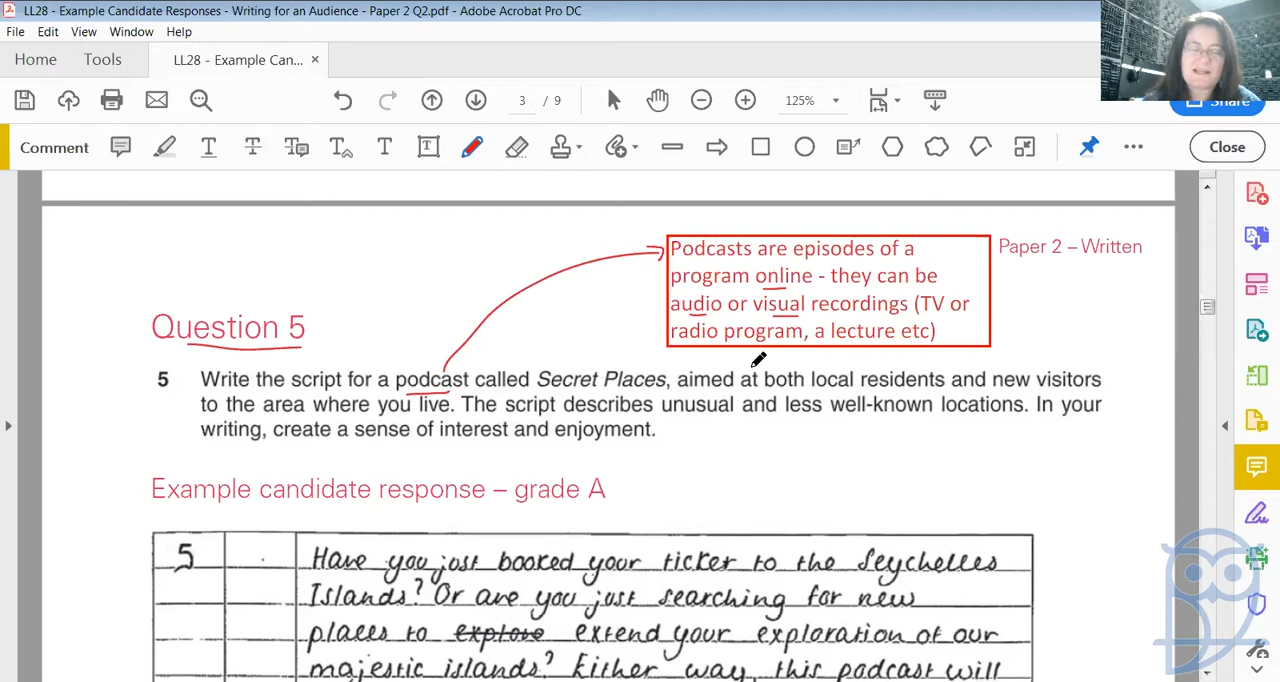 LL28 - Example Candidate Responses - Writing for an Audience - Paper 2 Q2.pdf - Adobe Acrobat Pro DC
File Edit View Window Help
Home Tools LL28 - Example Can... ×
3 / 9 125% Share
Comment Close
Podcasts are episodes of a
program online - they can be
audio or visual recordings (TV or
radio program, a lecture etc)
Paper 2 – Written
Question 5
5 Write the script for a podcast called Secret Places, aimed at both local residents and new visitors
to the area where you live. The script describes unusual and less well-known locations. In your
writing, create a sense of interest and enjoyment.
Example candidate response – grade A
5 Have you just booked your ticket to the Seychelles
Islands? Or are you just searching for new
places to explore extend your exploration of our
majestic islands? Either way, this podcast will